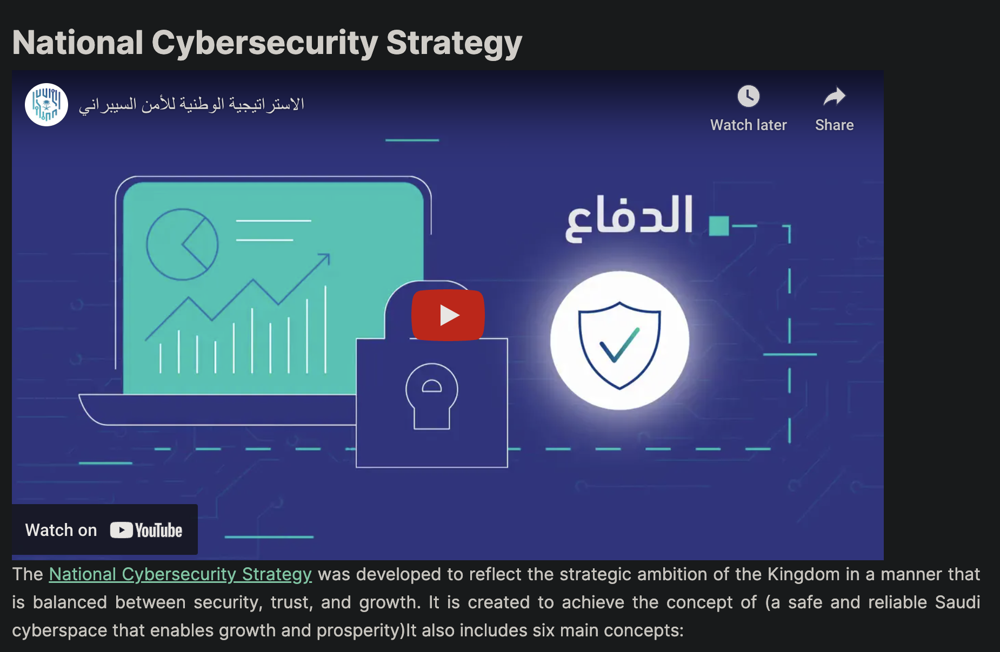 National Cybersecurity Strategy
الاستراتيجية الوطنية للأمن السيبراني
Watch later
Share
الدفاع
Watch on YouTube
The National Cybersecurity Strategy was developed to reflect the strategic ambition of the Kingdom in a manner that
is balanced between security, trust, and growth. It is created to achieve the concept of (a safe and reliable Saudi
cyberspace that enables growth and prosperity)It also includes six main concepts: